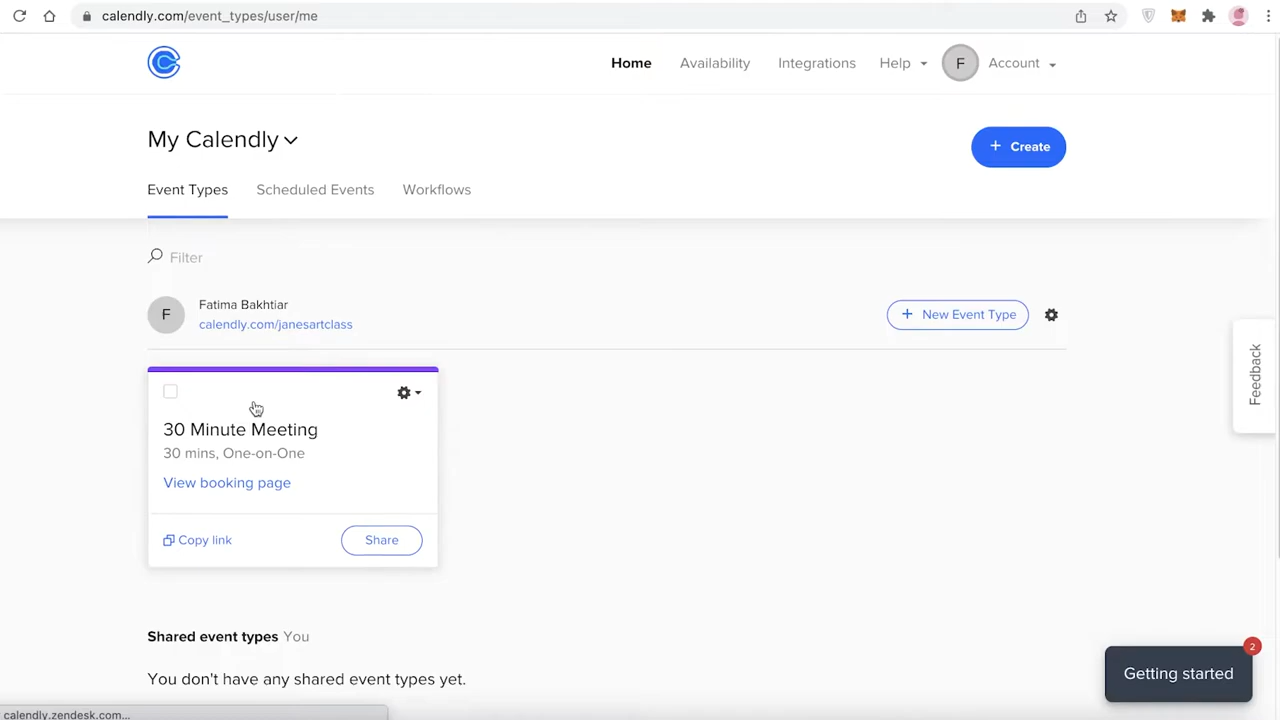 calendly.com/event_types/user/me
Home Availability Integrations Help F Account
My Calendly
+ Create
Event Types Scheduled Events Workflows
Filter
F Fatima Bakhtiar
calendly.com/janesartclass
+ New Event Type
Feedback
30 Minute Meeting
30 mins, One-on-One
View booking page
Copy link Share
Shared event types You
You don't have any shared event types yet.
2
Getting started
calendly.zendesk.com...